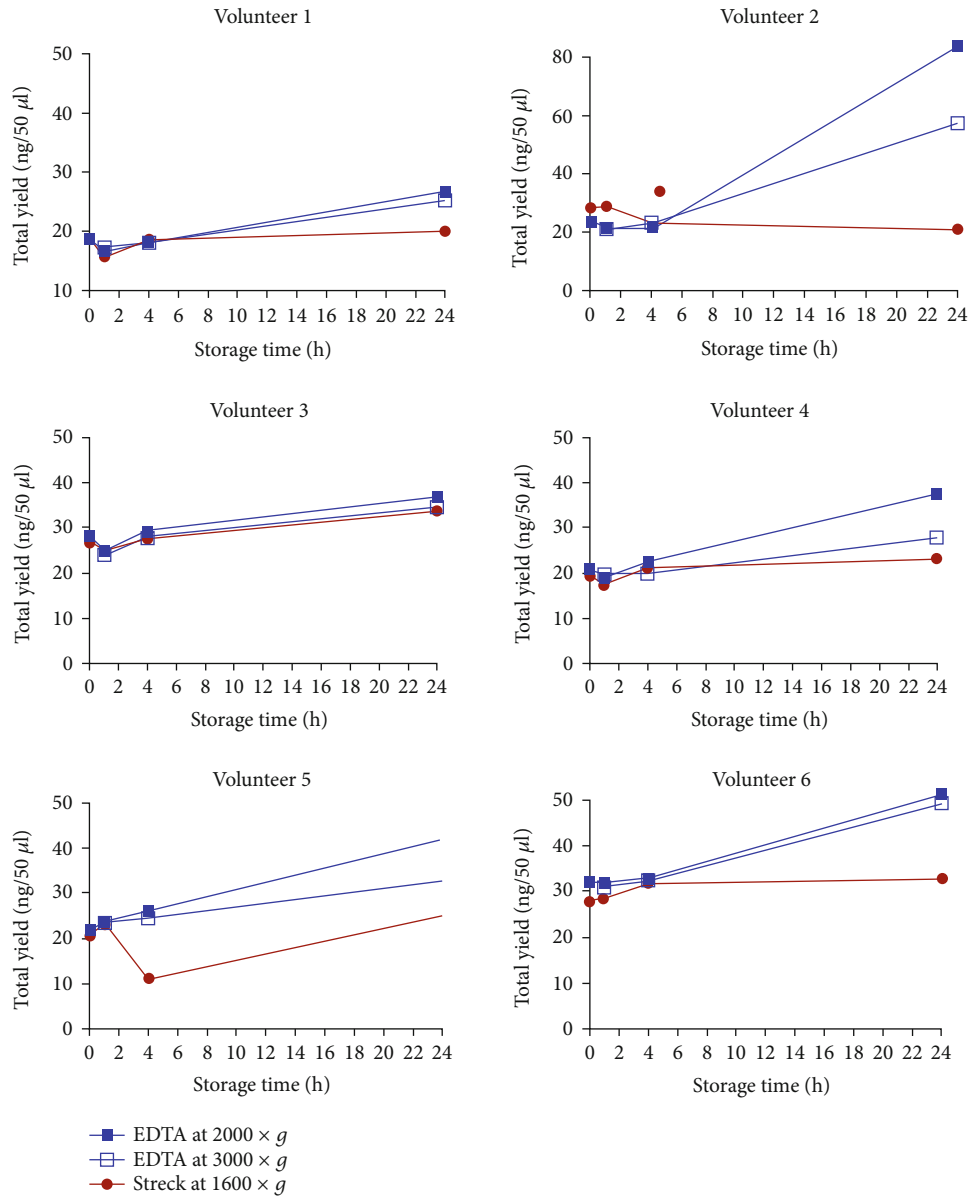 Volunteer 1
50
40
30
20
10
0 2 4 6 8 10 12 14 16 18 20 22 24
Total yield (ng/50 µl)
Storage time (h)
Volunteer 2
80
60
40
20
0
0 2 4 6 8 10 12 14 16 18 20 22 24
Total yield (ng/50 µl)
Storage time (h)
Volunteer 3
50
40
30
20
10
0
0 2 4 6 8 10 12 14 16 18 20 22 24
Total yield (ng/50 µl)
Storage time (h)
Volunteer 4
50
40
30
20
10
0
0 2 4 6 8 10 12 14 16 18 20 22 24
Total yield (ng/50 µl)
Storage time (h)
Volunteer 5
50
40
30
20
10
0
0 2 4 6 8 10 12 14 16 18 20 22 24
Total yield (ng/50 µl)
Storage time (h)
Volunteer 6
50
40
30
20
10
0
0 2 4 6 8 10 12 14 16 18 20 22 24
Total yield (ng/50 µl)
Storage time (h)
EDTA at 2000 × g
EDTA at 3000 × g
Streck at 1600 × g